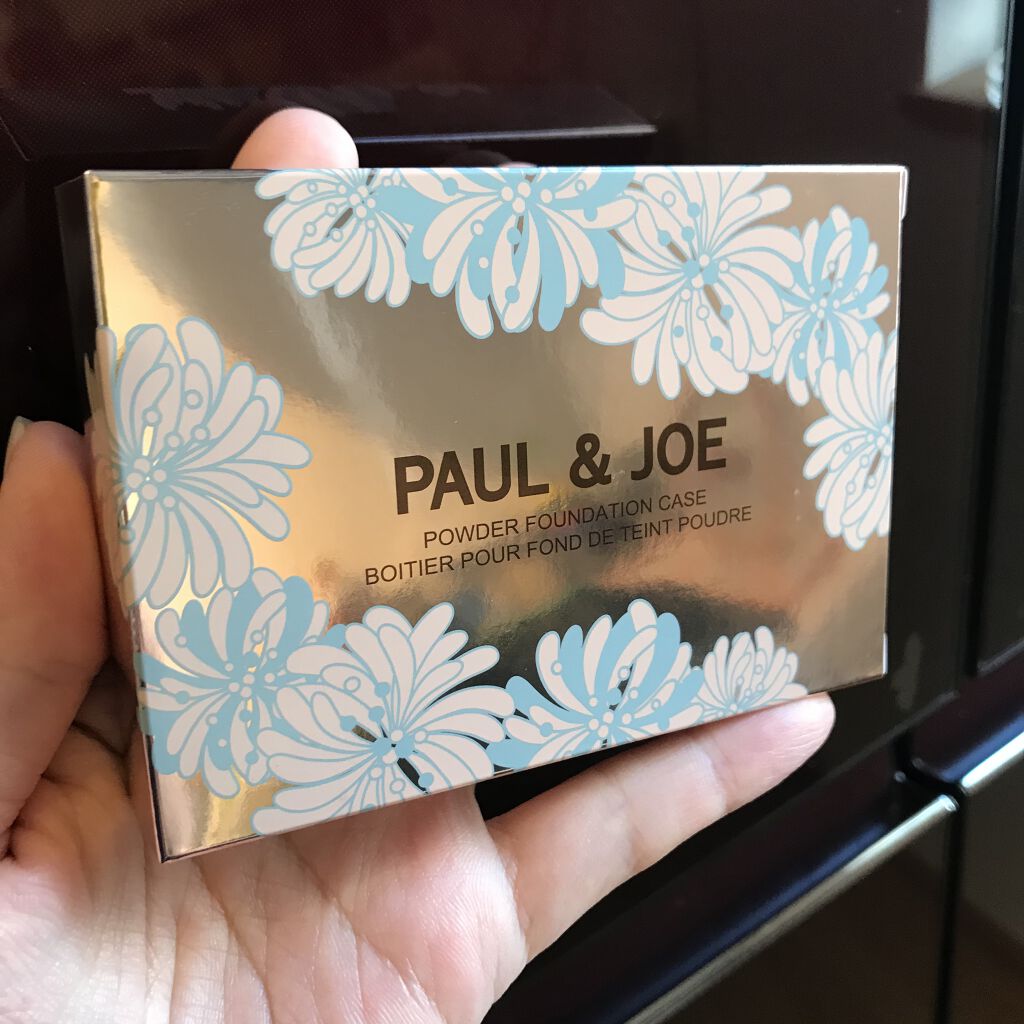 PAUL & JOE
POWDER FOUNDATION CASE
BOITIER POUR FOND DE TEINT POUDRE